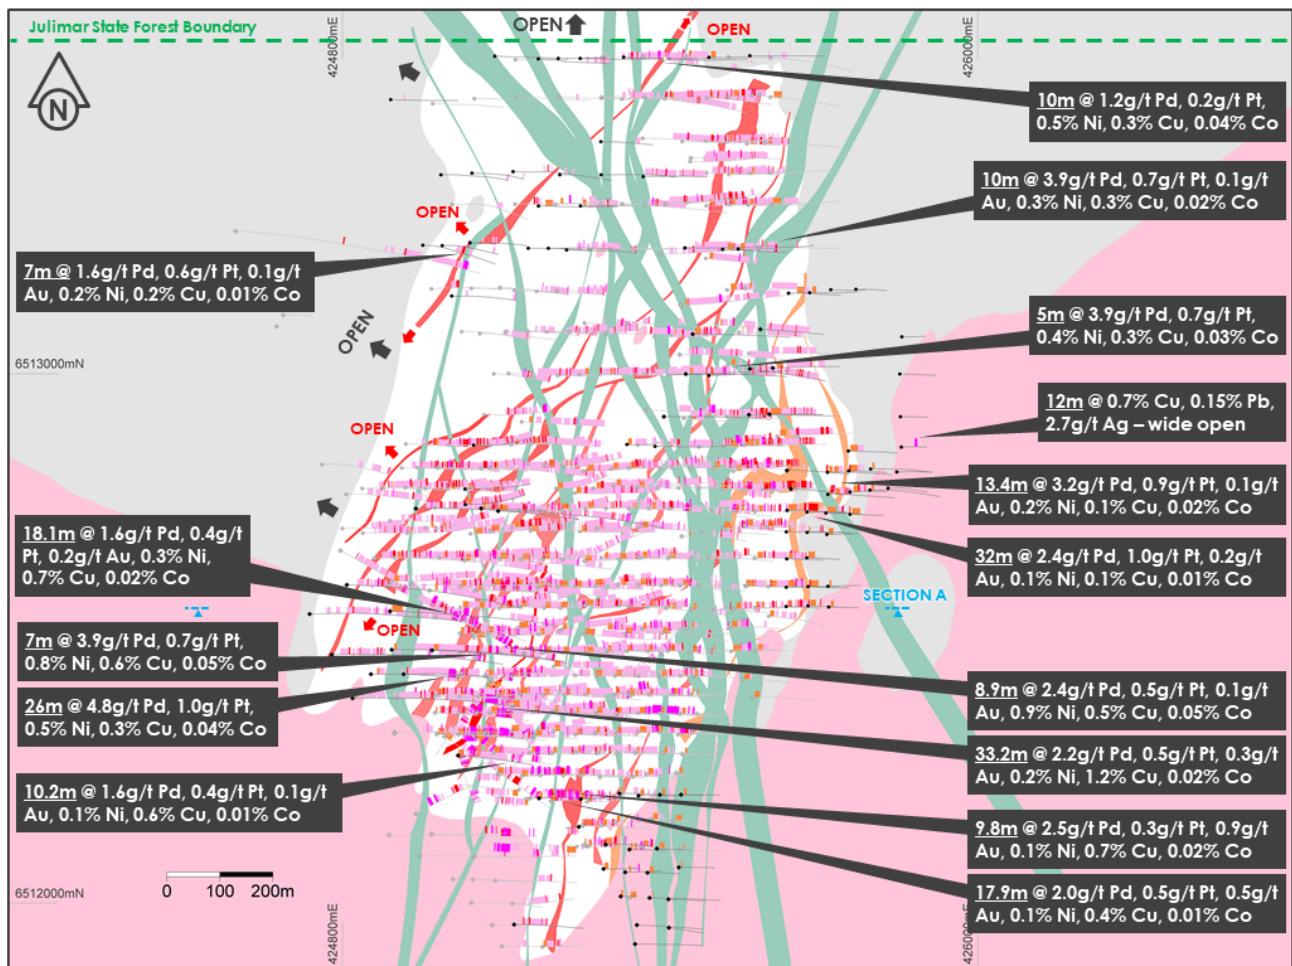 Julimar State Forest Boundary
OPEN
OPEN
424800mE
426000mE
N
10m @ 1.2g/t Pd, 0.2g/t Pt,
0.5% Ni, 0.3% Cu, 0.04% Co
10m @ 3.9g/t Pd, 0.7g/t Pt, 0.1g/t
Au, 0.3% Ni, 0.3% Cu, 0.02% Co
OPEN
7m @ 1.6g/t Pd, 0.6g/t Pt, 0.1g/t
Au, 0.2% Ni, 0.2% Cu, 0.01% Co
OPEN
5m @ 3.9g/t Pd, 0.7g/t Pt,
0.4% Ni, 0.3% Cu, 0.03% Co
6513000mN
12m @ 0.7% Cu, 0.15% Pb,
2.7g/t Ag – wide open
OPEN
13.4m @ 3.2g/t Pd, 0.9g/t Pt, 0.1g/t
Au, 0.2% Ni, 0.1% Cu, 0.02% Co
18.1m @ 1.6g/t Pd, 0.4g/t
Pt, 0.2g/t Au, 0.3% Ni,
0.7% Cu, 0.02% Co
32m @ 2.4g/t Pd, 1.0g/t Pt, 0.2g/t
Au, 0.1% Ni, 0.1% Cu, 0.01% Co
SECTION A
OPEN
7m @ 3.9g/t Pd, 0.7g/t Pt,
0.8% Ni, 0.6% Cu, 0.05% Co
26m @ 4.8g/t Pd, 1.0g/t Pt,
0.5% Ni, 0.3% Cu, 0.04% Co
8.9m @ 2.4g/t Pd, 0.5g/t Pt, 0.1g/t
Au, 0.9% Ni, 0.5% Cu, 0.05% Co
33.2m @ 2.2g/t Pd, 0.5g/t Pt, 0.3g/t
Au, 0.2% Ni, 1.2% Cu, 0.02% Co
10.2m @ 1.6g/t Pd, 0.4g/t Pt, 0.1g/t
Au, 0.1% Ni, 0.6% Cu, 0.01% Co
9.8m @ 2.5g/t Pd, 0.3g/t Pt, 0.9g/t
Au, 0.1% Ni, 0.7% Cu, 0.02% Co
17.9m @ 2.0g/t Pd, 0.5g/t Pt, 0.5g/t
Au, 0.1% Ni, 0.4% Cu, 0.01% Co
0 100 200m
6512000mN
424800mE
426000mE